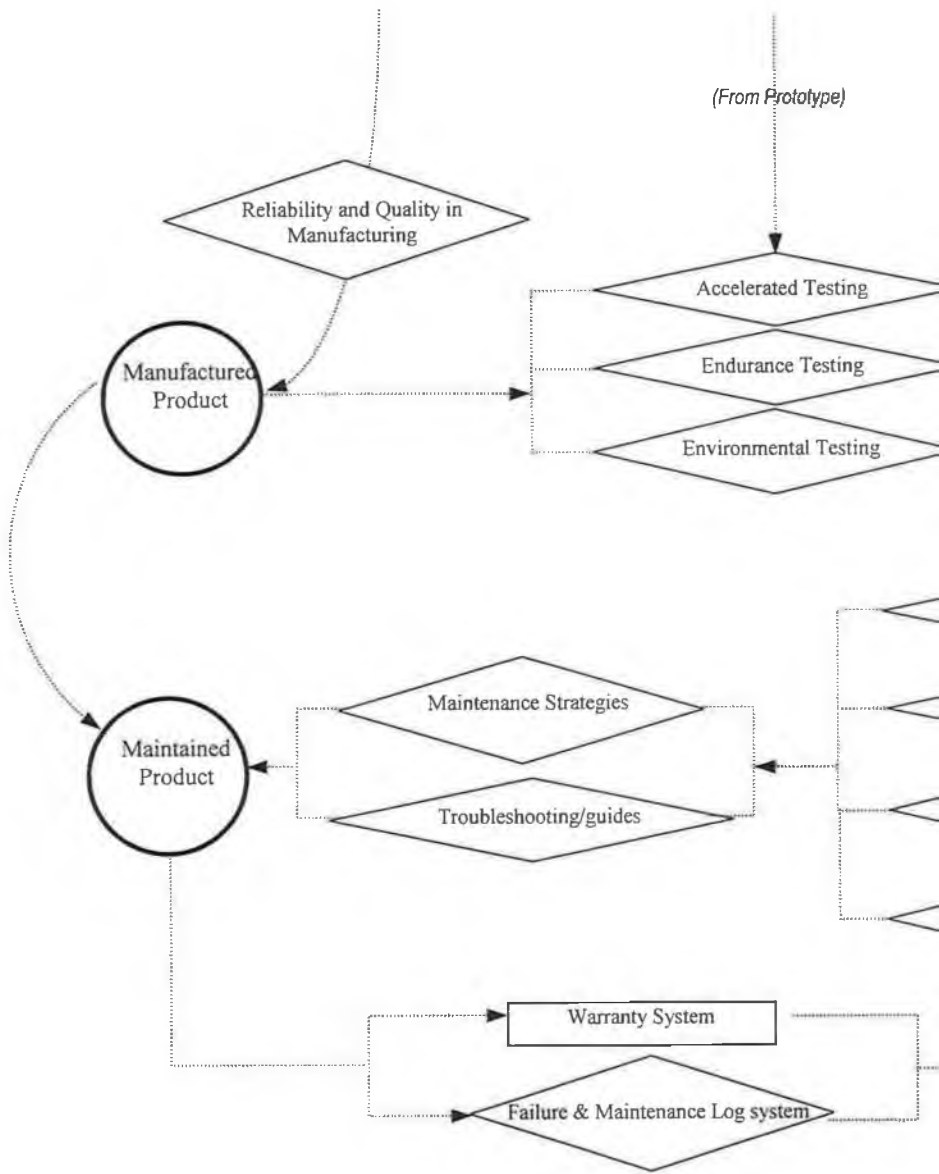 (From Prototype)
Reliability and Quality in
Manufacturing
Accelerated Testing
Manufactured
Product
Endurance Testing
Environmental Testing
Maintenance Strategies
Maintained
Product
Troubleshooting/guides
Warranty System
Failure & Maintenance Log system